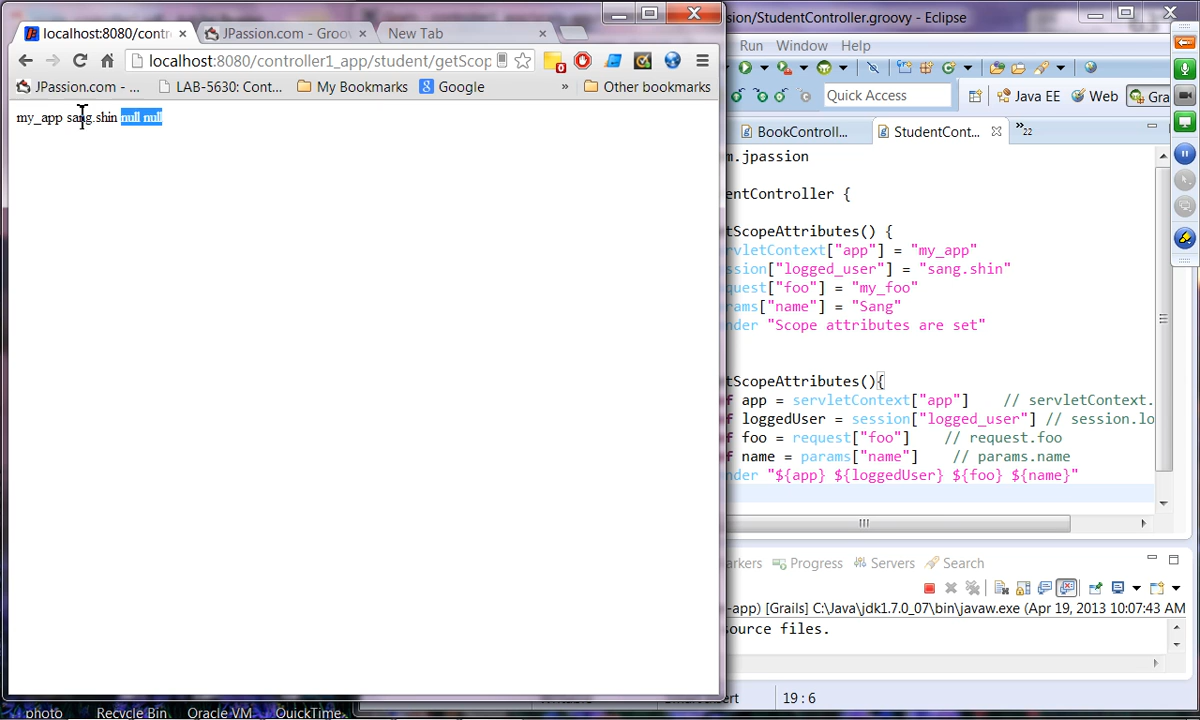 localhost:8080/contr
JPassion.com - Groov
New Tab
localhost:8080/controller1_app/student/getScop
0
JPassion.com - ...
LAB-5630: Cont...
My Bookmarks
Google
»
Other bookmarks
my_app sang.shin null null
sion/StudentController.groovy - Eclipse
Run Window Help
Quick Access
Java EE
Web
Gra
BookControll...
StudentCont...
»22
m.jpassion
entController {
tScopeAttributes() {
rvletContext["app"] = "my_app"
ssion["logged_user"] = "sang.shin"
quest["foo"] = "my_foo"
rams["name"] = "Sang"
nder "Scope attributes are set"
tScopeAttributes(){
f app = servletContext["app"] // servletContext.
f loggedUser = session["logged_user"] // session.lo
f foo = request["foo"] // request.foo
f name = params["name"] // params.name
nder "${app} ${loggedUser} ${foo} ${name}"
arkers
Progress
Servers
Search
-app) [Grails] C:\Java\jdk1.7.0_07\bin\javaw.exe (Apr 19, 2013 10:07:43 AM
ource files.
19:6
photo
Recycle Bin
Oracle VM
QuickTime